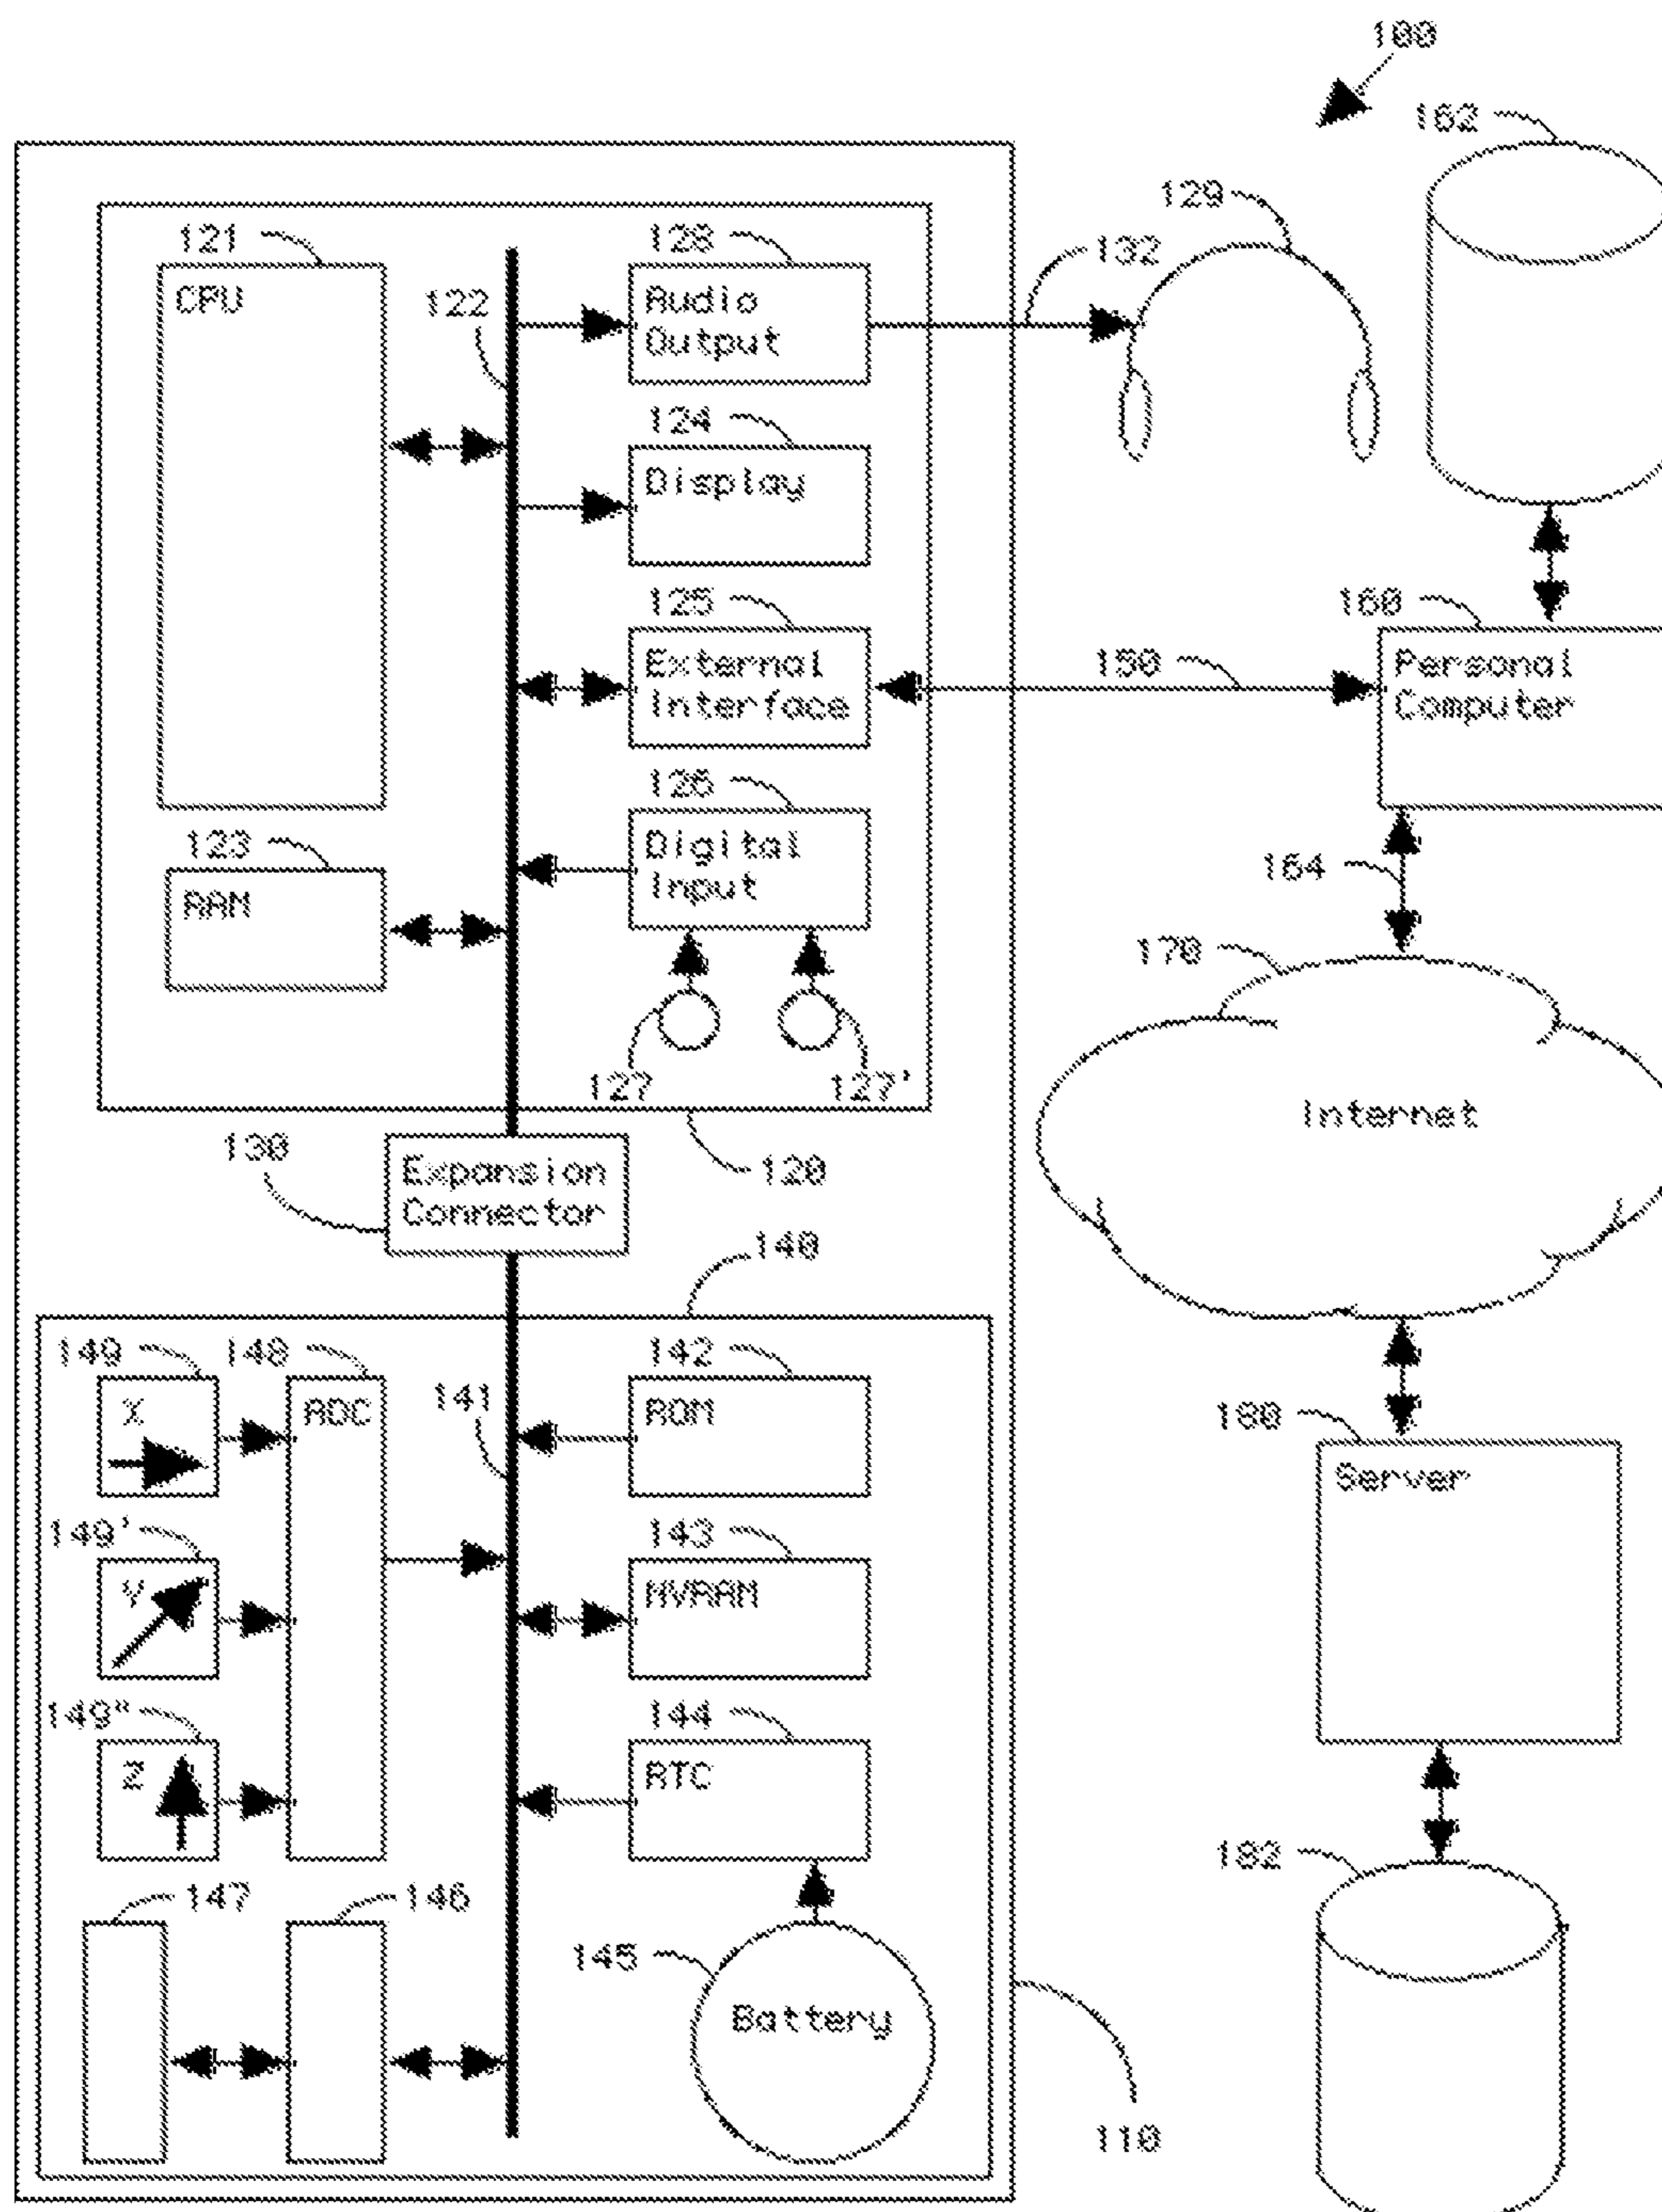 100
162
129
121
128
132
CPU
122
Audio
Output
124
Display
125
160
External
Interface
150
Personal
Computer
126
123
Digital
Input
164
RAM
170
127
127'
Internet
130
120
Expansion
Connector
140
149
148
142
X
ADC
141
ROM
180
Server
149'
143
Y
NVRAM
149"
144
Z
RTC
182
147
146
145
Battery
110